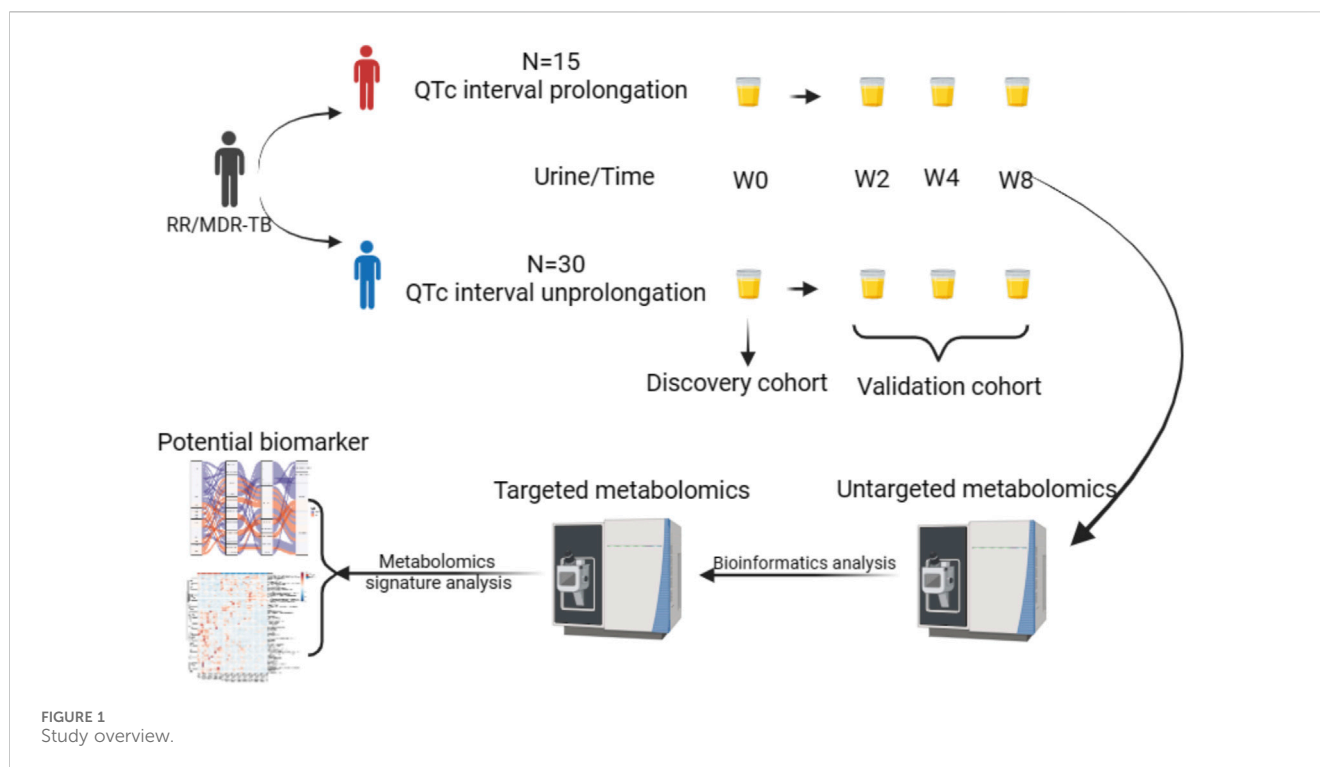 N=15
QTc interval prolongation
RR/MDR-TB
Urine/Time
W0
W2
W4
W8
N=30
QTc interval unprolongation
Discovery cohort
Validation cohort
Potential biomarker
Targeted metabolomics
Untargeted metabolomics
Metabolomics
signature analysis
Bioinformatics analysis
FIGURE 1
Study overview.